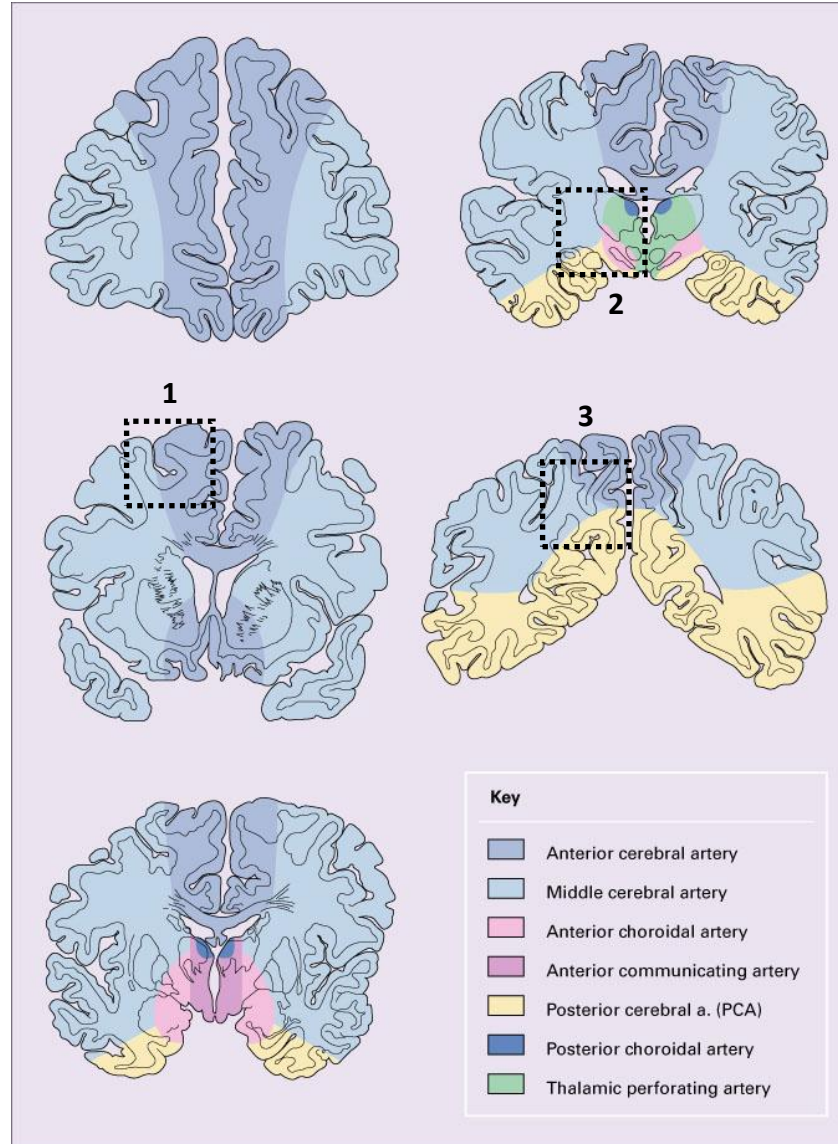 2
1
3
Key
Anterior cerebral artery
Middle cerebral artery
Anterior choroidal artery
Anterior communicating artery
Posterior cerebral a. (PCA)
Posterior choroidal artery
Thalamic perforating artery